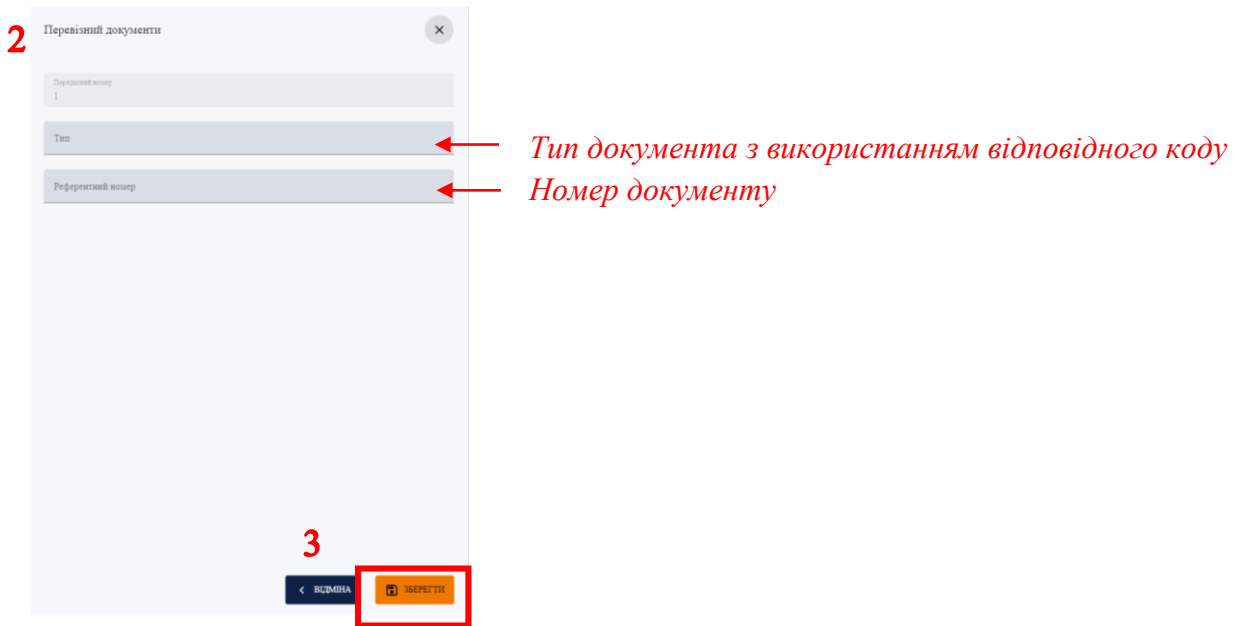 2
Перевізний документи
Порядковий номер
1
Тип
Тип документа з використанням відповідного коду
Референтний номер
Номер документу
3
ВІДМІНА
ЗБЕРЕГТИ